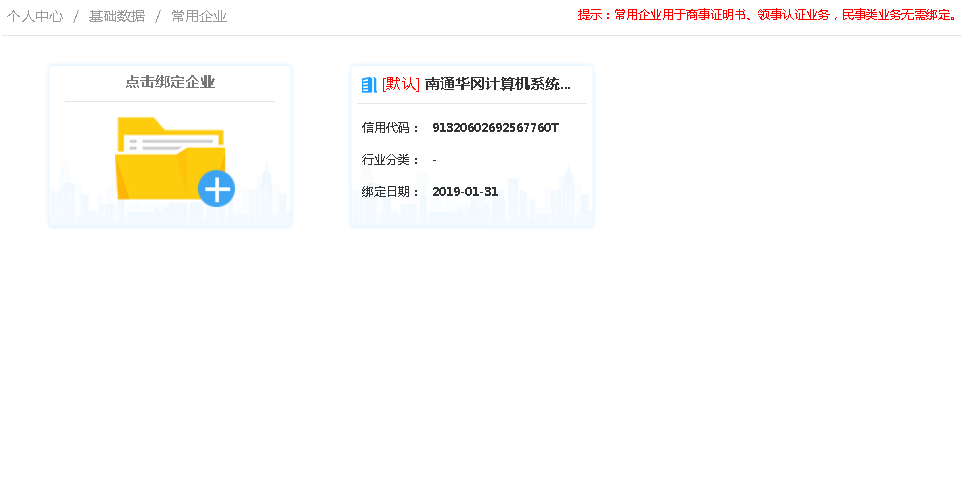 个人中心 / 基础数据 / 常用企业
提示：常用企业用于商事证明书、领事认证业务，民事类业务无需绑定。
点击绑定企业
[默认] 南通华冈计算机系统...
信用代码： 91320602692567760T
行业分类： -
绑定日期： 2019-01-31